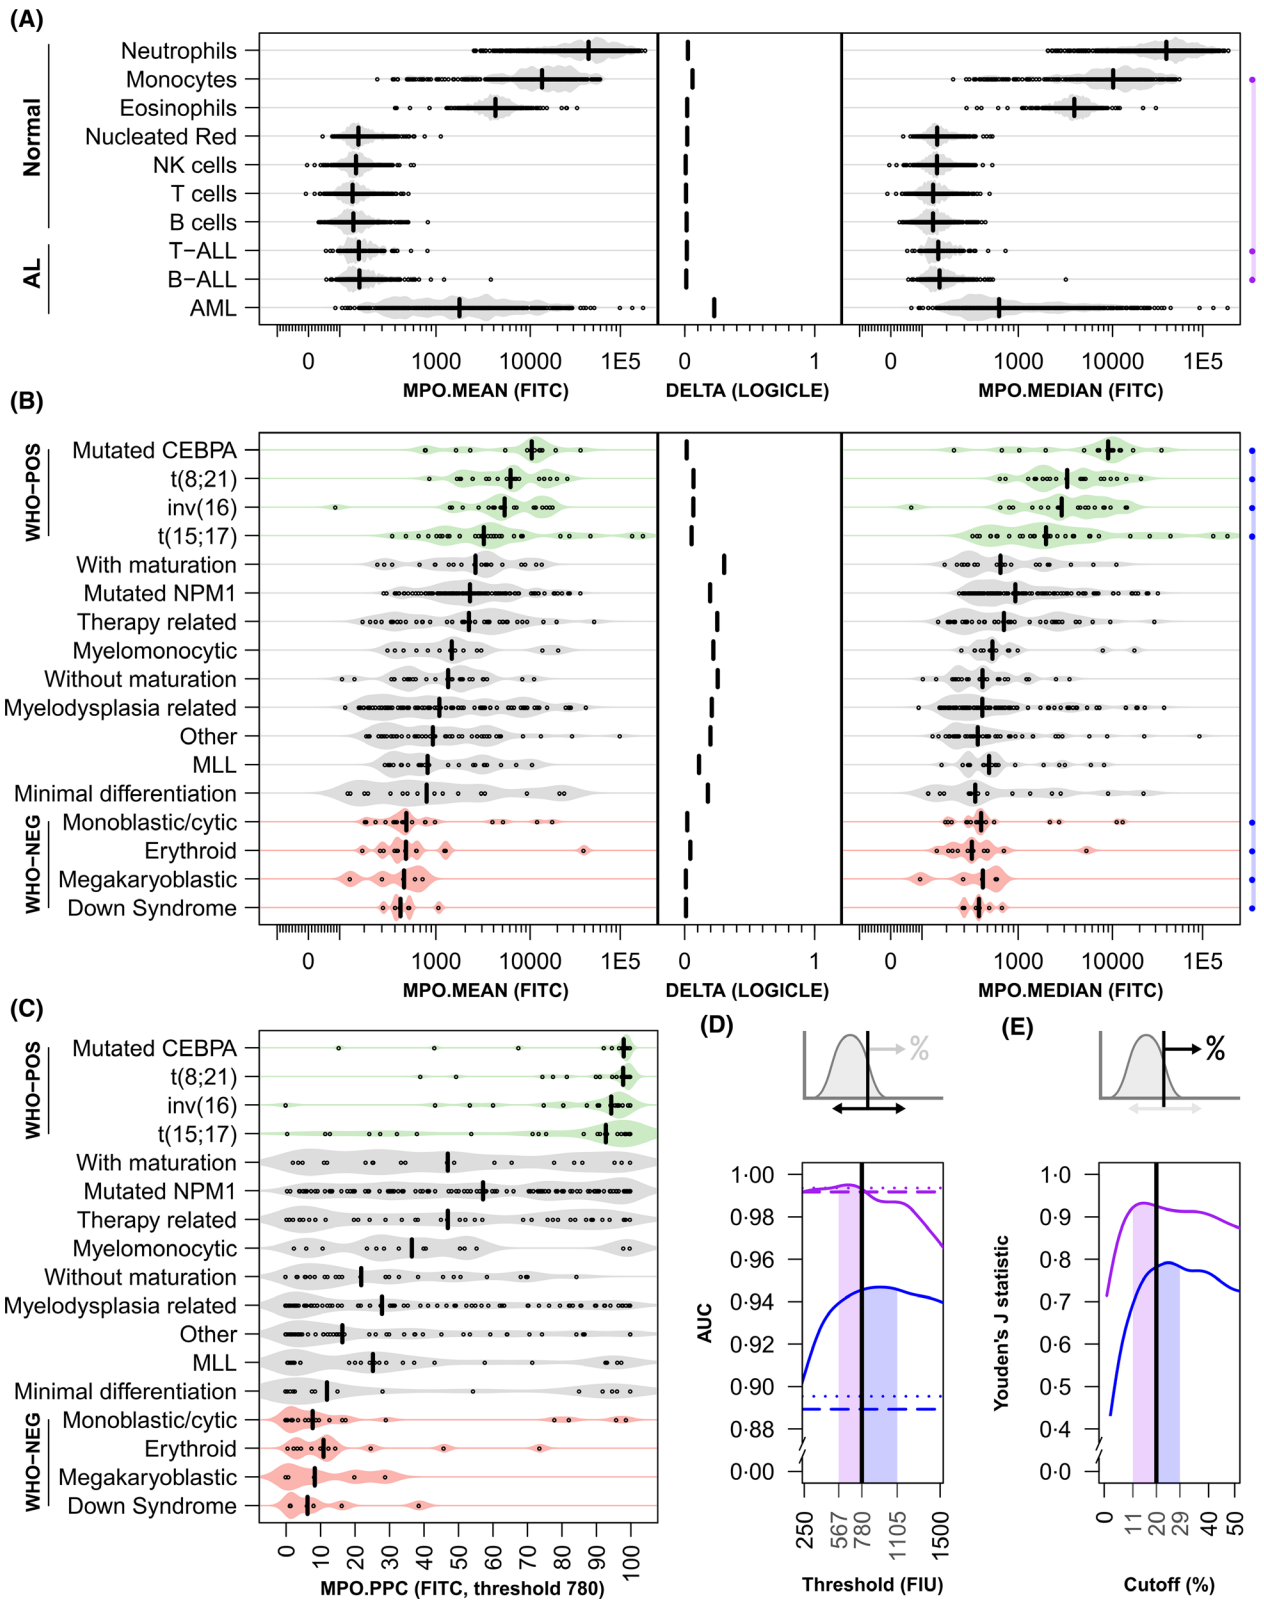 (A)
Normal
AL
Neutrophils
Monocytes
Eosinophils
Nucleated Red
NK cells
T cells
B cells
T−ALL
B−ALL
AML
0 1000 10000 1E5
0 1
0 1000 10000 1E5
MPO.MEAN (FITC)
DELTA (LOGICLE)
MPO.MEDIAN (FITC)
(B)
WHO−POS
WHO−NEG
Mutated CEBPA
t(8;21)
inv(16)
t(15;17)
With maturation
Mutated NPM1
Therapy related
Myelomonocytic
Without maturation
Myelodysplasia related
Other
MLL
Minimal differentiation
Monoblastic/cytic
Erythroid
Megakaryoblastic
Down Syndrome
0 1000 10000 1E5
0 1
0 1000 10000 1E5
MPO.MEAN (FITC)
DELTA (LOGICLE)
MPO.MEDIAN (FITC)
(C)
WHO−POS
WHO−NEG
Mutated CEBPA
t(8;21)
inv(16)
t(15;17)
With maturation
Mutated NPM1
Therapy related
Myelomonocytic
Without maturation
Myelodysplasia related
Other
MLL
Minimal differentiation
Monoblastic/cytic
Erythroid
Megakaryoblastic
Down Syndrome
0 10 20 30 40 50 60 70 80 90 100
MPO.PPC (FITC, threshold 780)
(D)
%
AUC
1·00
0·98
0·96
0·94
0·92
0·90
0·88
0·00
250 567 780 1105 1500
Threshold (FIU)
(E)
%
Youden's J statistic
1·0
0·9
0·8
0·7
0·6
0·5
0·4
0·0
0 11 20 29 40 50
Cutoff (%)